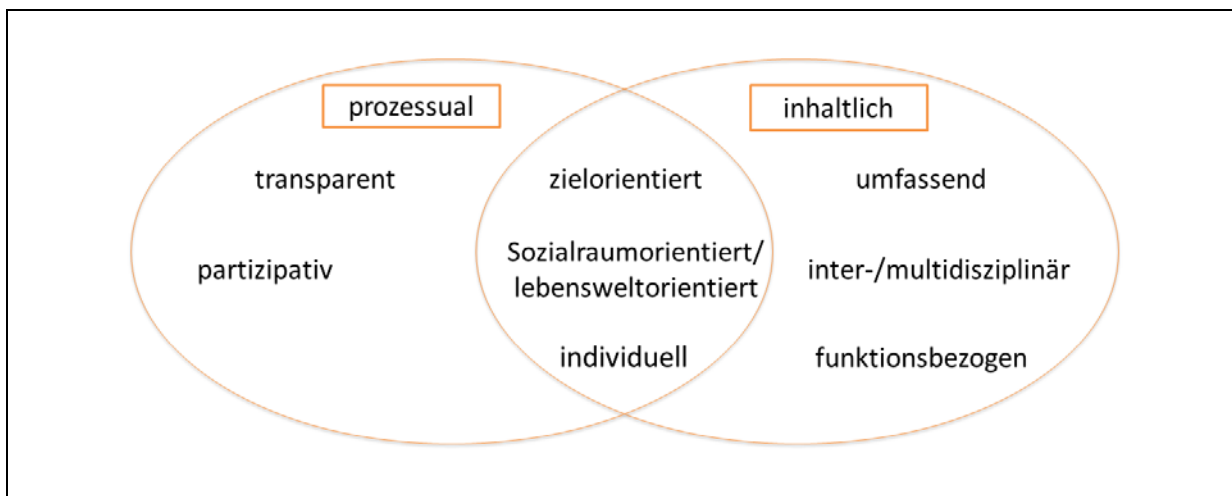 prozessual
inhaltlich
transparent
zielorientiert
umfassend
partizipativ
Sozialraumorientiert/
lebensweltorientiert
inter-/multidisziplinär
individuell
funktionsbezogen